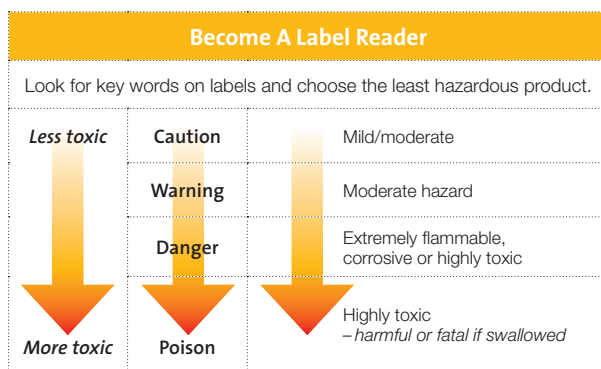 Become A Label Reader
Look for key words on labels and choose the least hazardous product.
Less toxic Caution Mild/moderate
Warning Moderate hazard
Danger Extremely flammable,
corrosive or highly toxic
Highly toxic
– harmful or fatal if swallowed
More toxic Poison